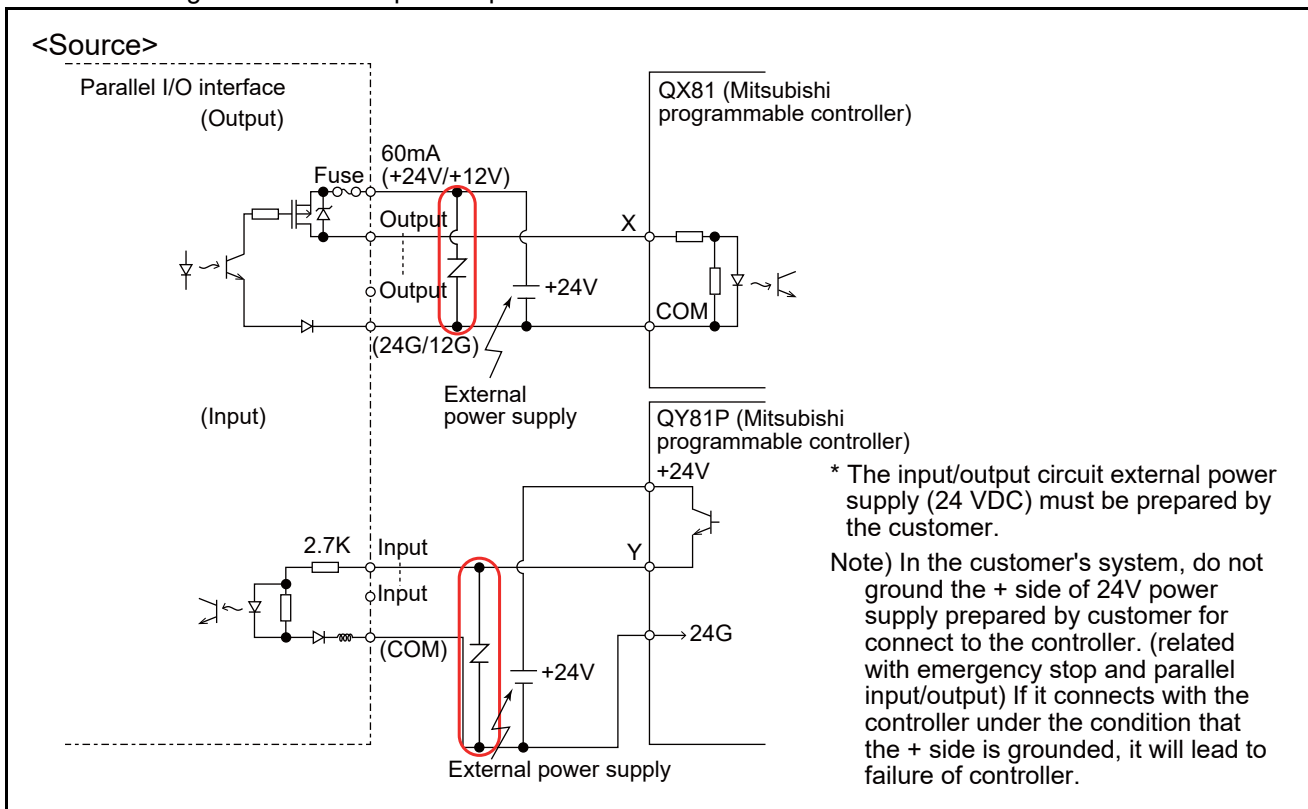 <Source>
Parallel I/O interface
(Output)
QX81 (Mitsubishi
programmable controller)
60mA
(+24V/+12V)
Fuse
Output
X
Output
+24V
COM
(24G/12G)
External
power supply
(Input)
QY81P (Mitsubishi
programmable controller)
+24V
2.7K
Input
Y
Input
(COM)
24G
+24V
External power supply
* The input/output circuit external power
supply (24 VDC) must be prepared by
the customer.
Note) In the customer's system, do not
ground the + side of 24V power
supply prepared by customer for
connect to the controller. (related
with emergency stop and parallel
input/output) If it connects with the
controller under the condition that
the + side is grounded, it will lead to
failure of controller.